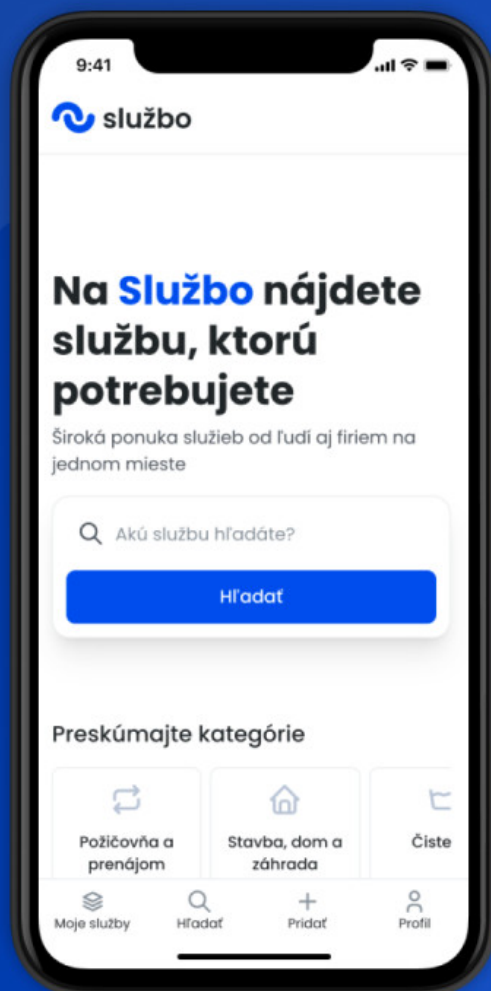 9:41
službo
Na Službo nájdete
službu, ktorú
potrebujete
Široká ponuka služieb od ľudí aj firiem na
jednom mieste
Akú službu hľadáte?
Hľadať
Preskúmajte kategórie
Požičovňa a
prenájom
Stavba, dom a
záhrada
Čiste
Moje služby
Hľadať
Pridať
Profil